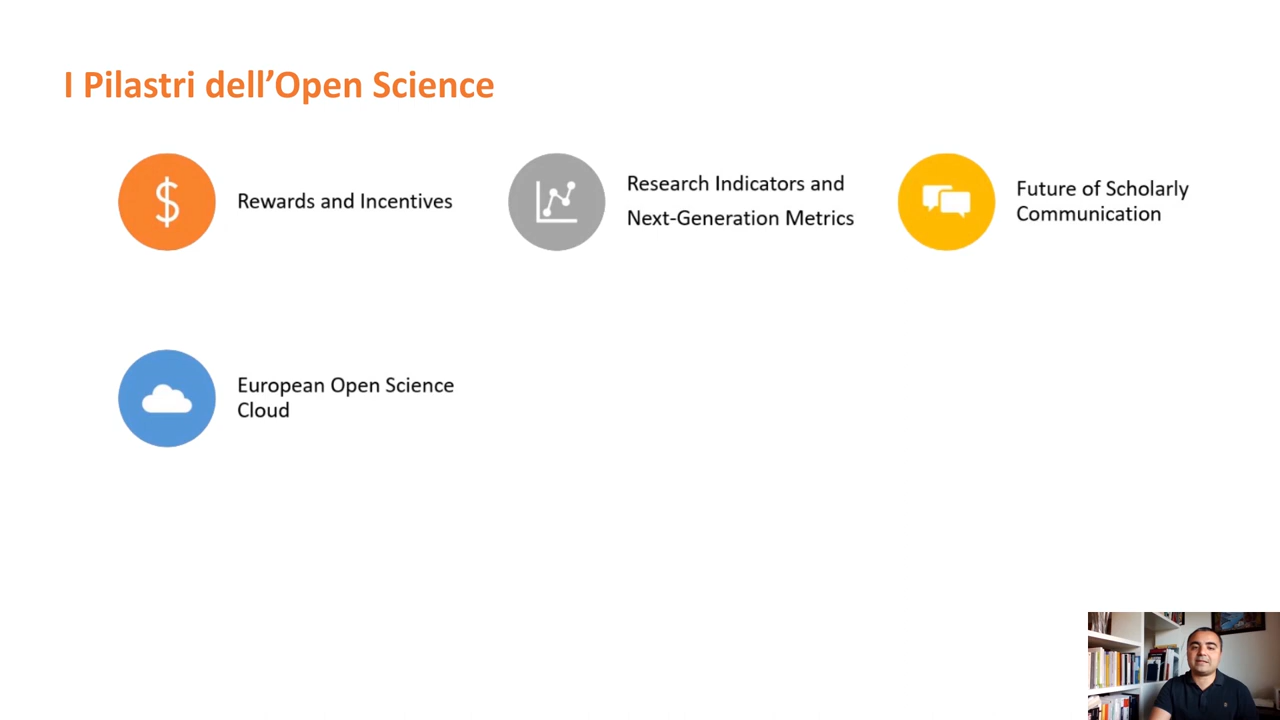 I Pilastri dell’Open Science
Rewards and Incentives
Research Indicators and
Next-Generation Metrics
Future of Scholarly
Communication
European Open Science
Cloud